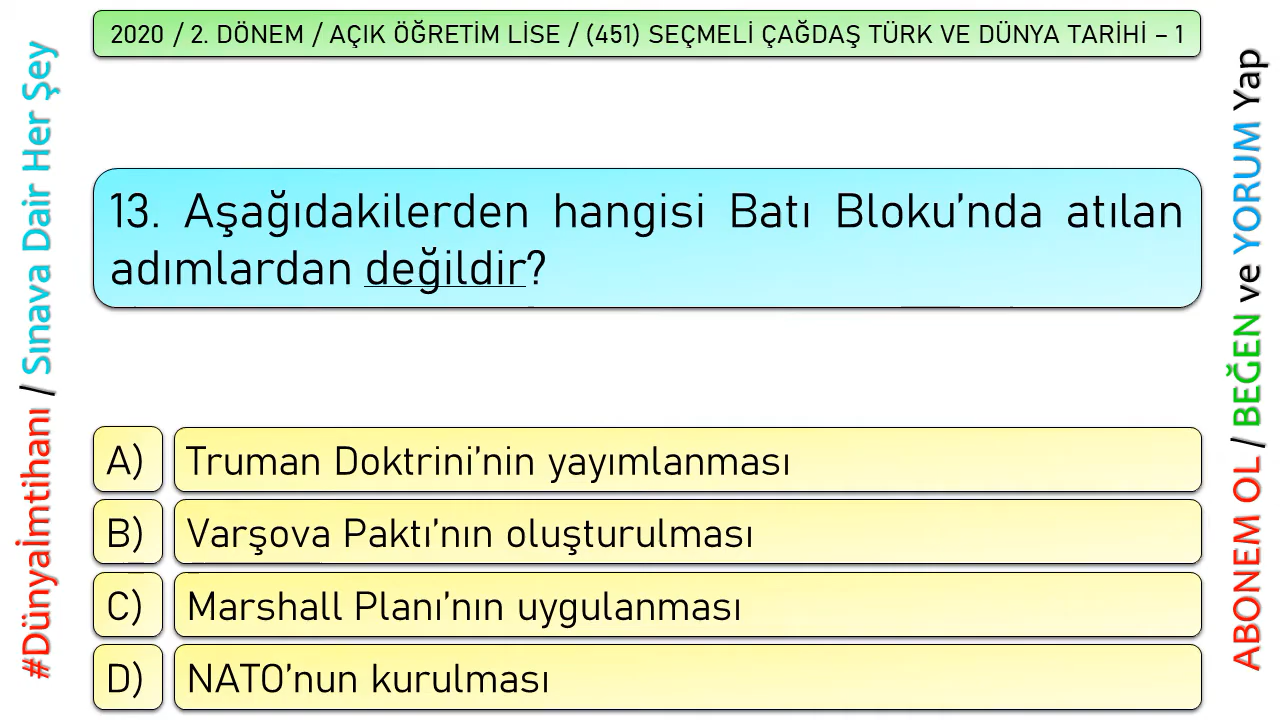 2020 / 2. DÖNEM / AÇIK ÖĞRETİM LİSE / (451) SEÇMELİ ÇAĞDAŞ TÜRK VE DÜNYA TARİHİ – 1
#Dünyaİmtihanı / Sınava Dair Her Şey
13. Aşağıdakilerden hangisi Batı Bloku’nda atılan
adımlardan değildir?
A) Truman Doktrini’nin yayımlanması
B) Varşova Paktı’nın oluşturulması
C) Marshall Planı’nın uygulanması
D) NATO’nun kurulması
ABONEM OL / BEĞEN ve YORUM Yap